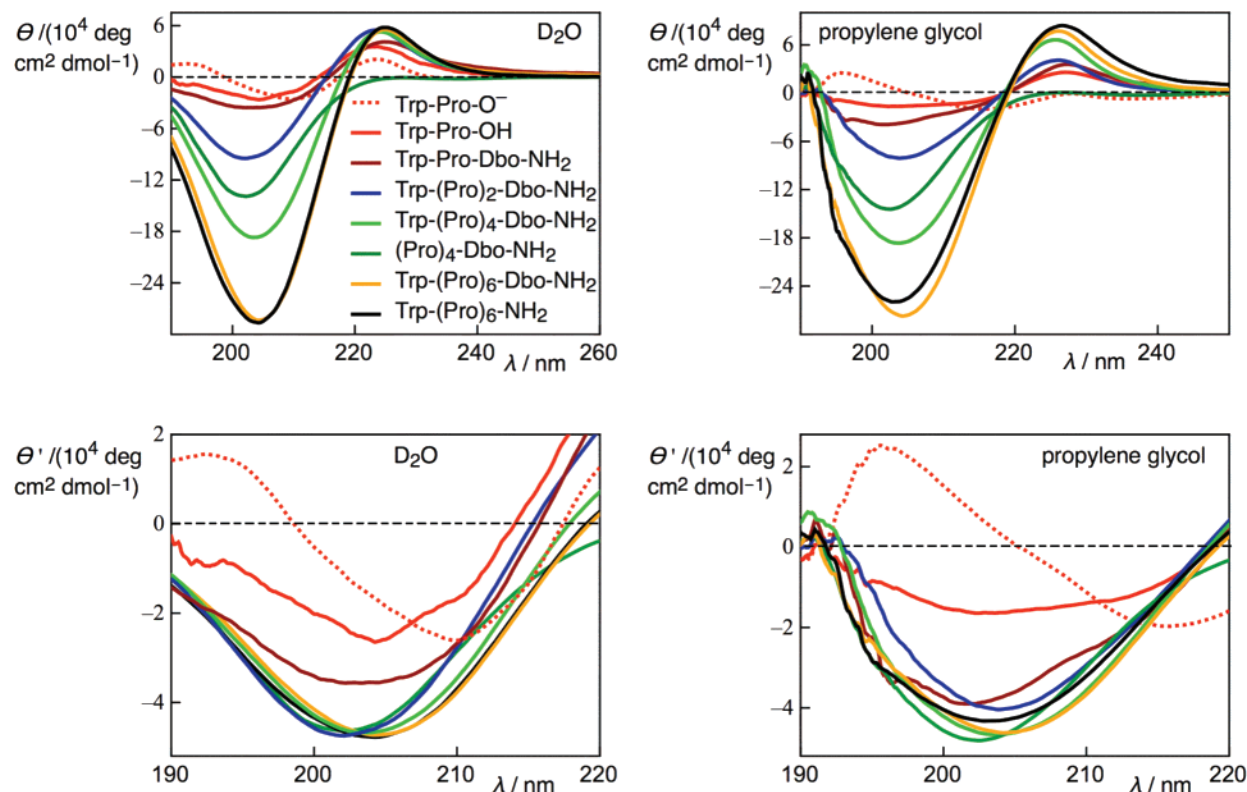 Θ /(10⁴ deg
cm² dmol⁻¹)
D₂O
6
0
−6
−12
−18
−24
Trp-Pro-O⁻
Trp-Pro-OH
Trp-Pro-Dbo-NH₂
Trp-(Pro)₂-Dbo-NH₂
Trp-(Pro)₄-Dbo-NH₂
(Pro)₄-Dbo-NH₂
Trp-(Pro)₆-Dbo-NH₂
Trp-(Pro)₆-NH₂
200
220
240
260
λ / nm
Θ /(10⁴ deg
cm² dmol⁻¹)
propylene glycol
6
0
−6
−12
−18
−24
200
220
240
λ / nm
Θ ' /(10⁴ deg
cm² dmol⁻¹)
D₂O
2
0
−2
−4
190
200
210
220
λ / nm
Θ ' /(10⁴ deg
cm² dmol⁻¹)
propylene glycol
2
0
−2
−4
190
200
210
220
λ / nm